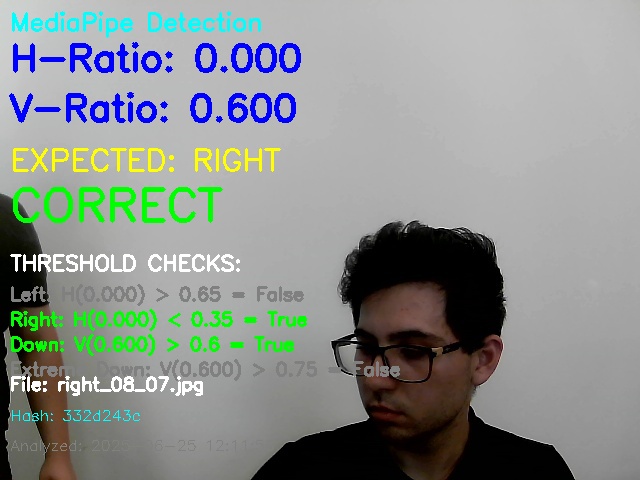 MediaPipe Detection
H-Ratio: 0.000
V-Ratio: 0.600
EXPECTED: RIGHT
CORRECT
THRESHOLD CHECKS:
Left: H(0.000) > 0.65 = False
Right: H(0.000) < 0.35 = True
Down: V(0.600) > 0.6 = True
Extreme Down: V(0.600) > 0.75 = False
File: right_08_07.jpg
Hash: 332d243c
Analyzed: